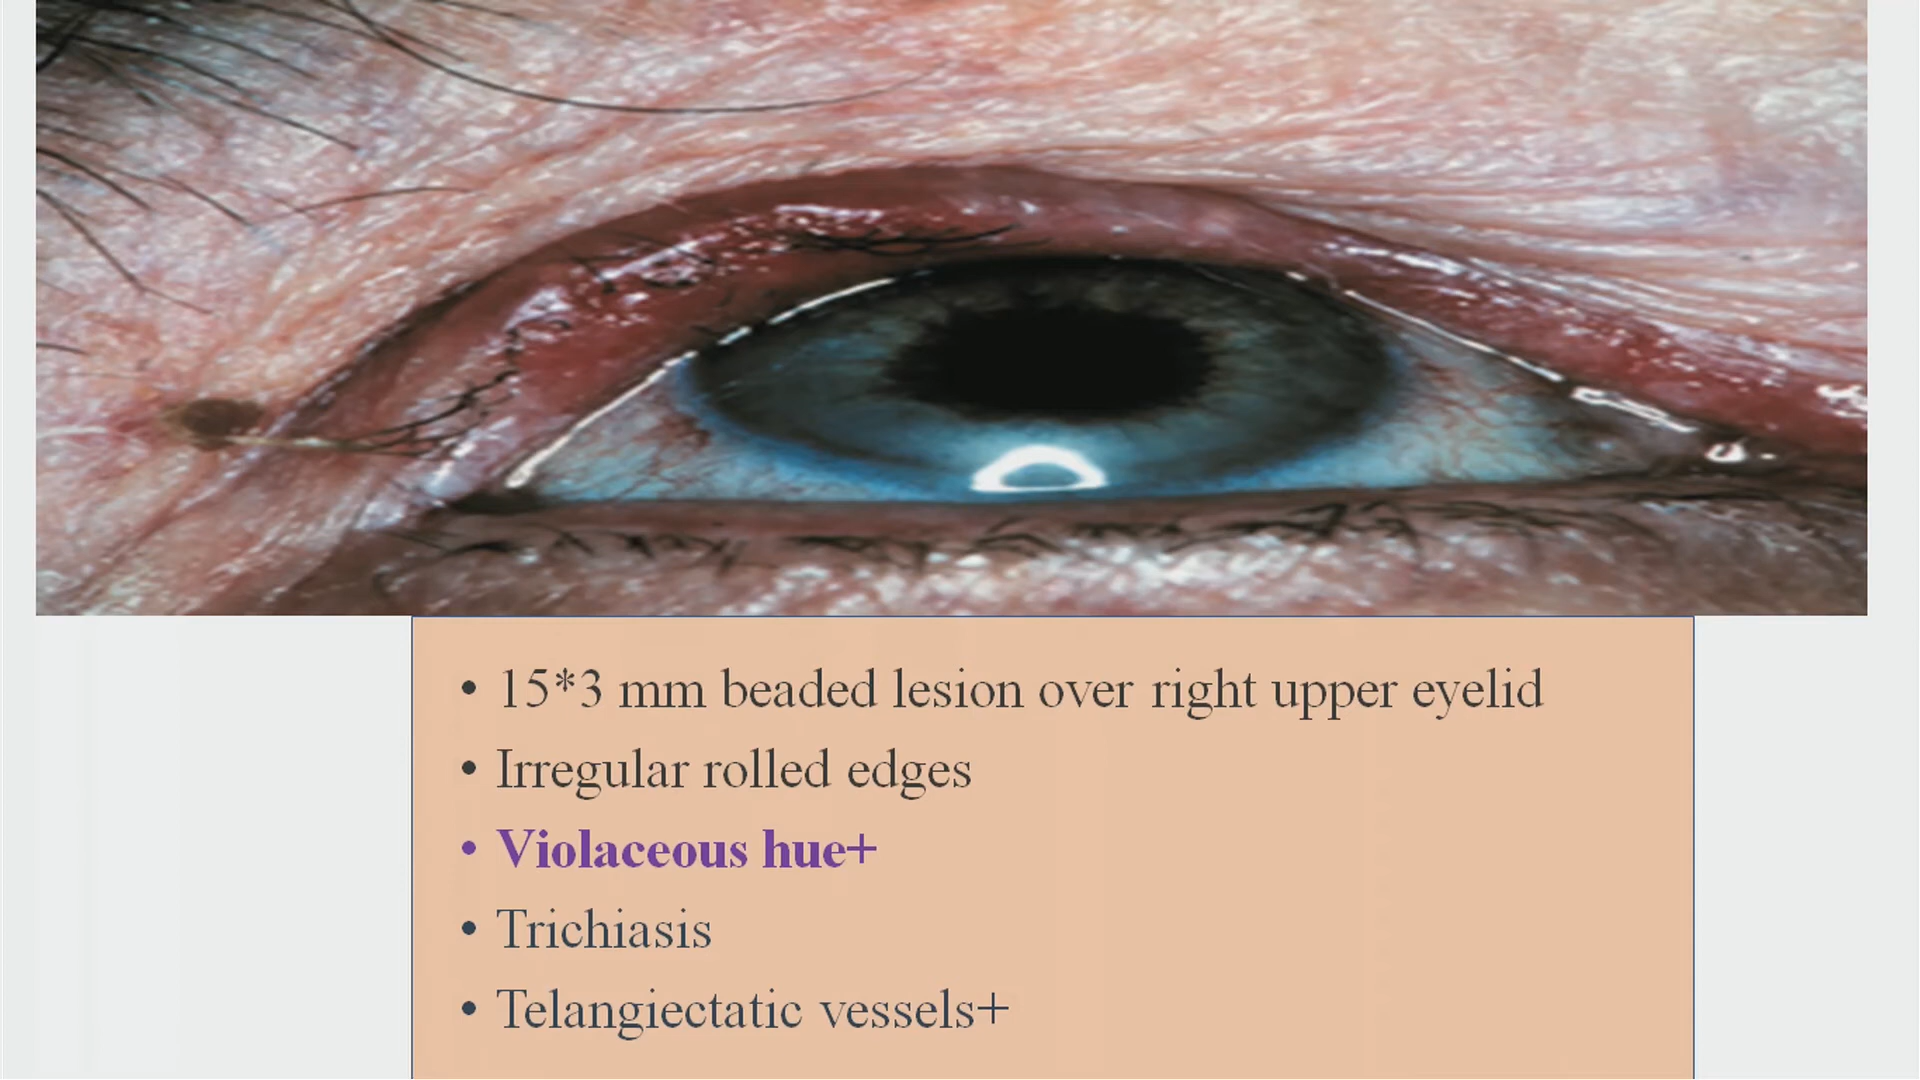 • 15*3 mm beaded lesion over right upper eyelid
• Irregular rolled edges
• Violaceous hue+
• Trichiasis
• Telangiectatic vessels+